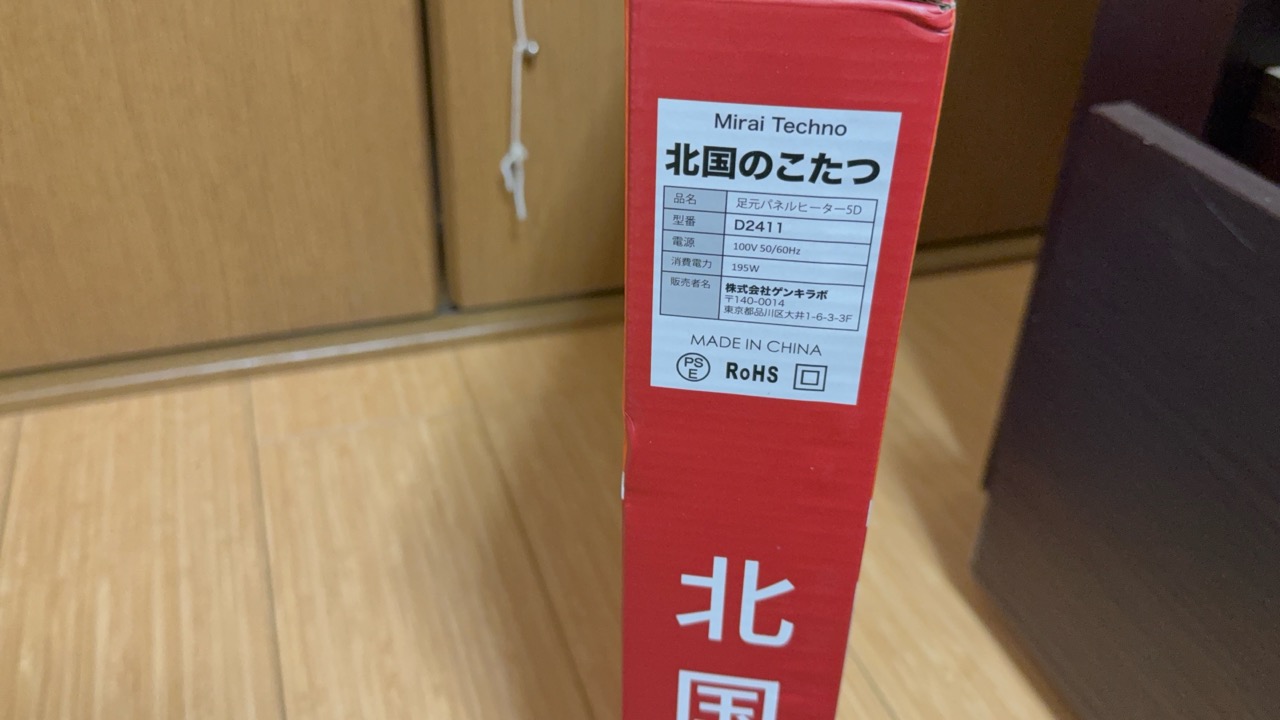 Mirai Techno
北国のこたつ
品名 足元パネルヒーター5D
型番 D2411
電源 100V 50/60Hz
消費電力 195W
販売者名 株式会社ゲンキラボ
〒140-0014
東京都品川区大井1-6-3-3F
MADE IN CHINA
PS
E
RoHS
北
国